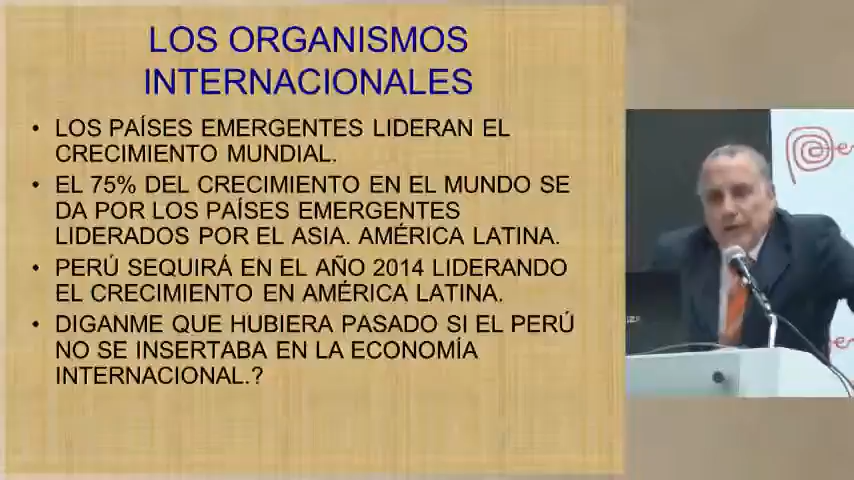 LOS ORGANISMOS
INTERNACIONALES
• LOS PAÍSES EMERGENTES LIDERAN EL
CRECIMIENTO MUNDIAL.
• EL 75% DEL CRECIMIENTO EN EL MUNDO SE
DA POR LOS PAÍSES EMERGENTES
LIDERADOS POR EL ASIA. AMÉRICA LATINA.
• PERÚ SEQUIRÁ EN EL AÑO 2014 LIDERANDO
EL CRECIMIENTO EN AMÉRICA LATINA.
• DIGANME QUE HUBIERA PASADO SI EL PERÚ
NO SE INSERTABA EN LA ECONOMÍA
INTERNACIONAL.?